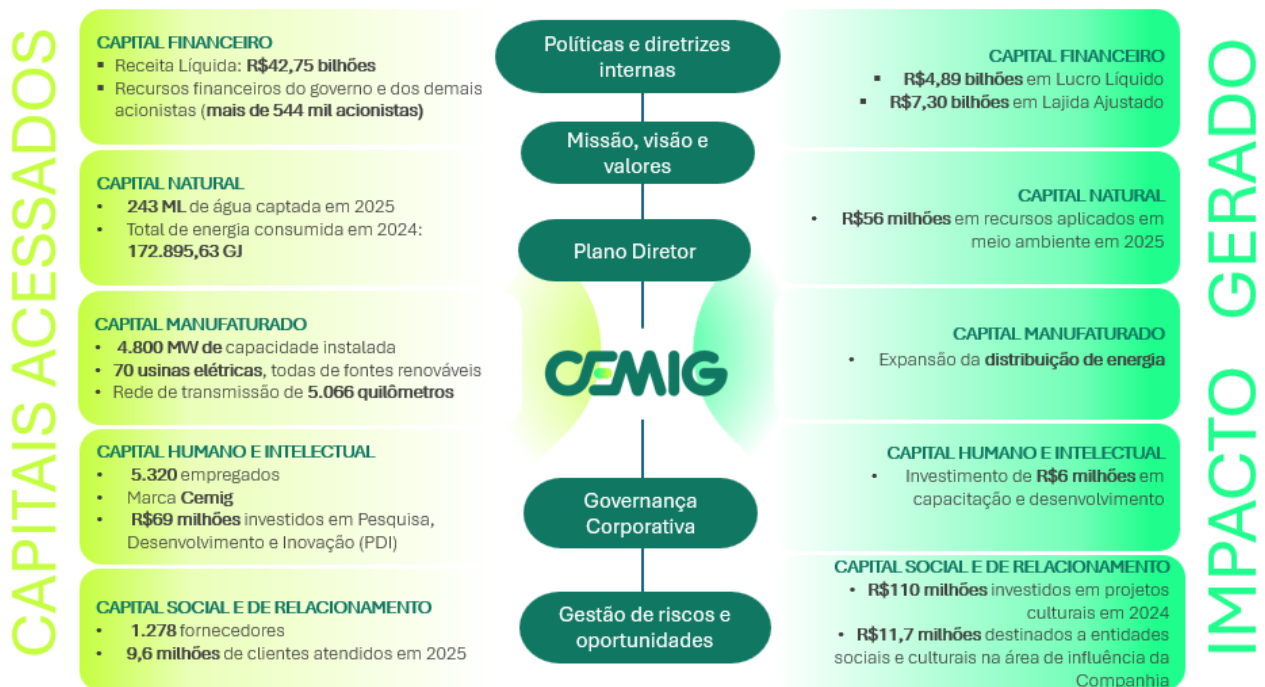 CAPITAIS ACESSADOS
CAPITAL FINANCEIRO
▪ Receita Líquida: R$42,75 bilhões
▪ Recursos financeiros do governo e dos demais
acionistas (mais de 544 mil acionistas)
CAPITAL NATURAL
• 243 ML de água captada em 2025
• Total de energia consumida em 2024:
172.895,63 GJ
CAPITAL MANUFATURADO
• 4.800 MW de capacidade instalada
• 70 usinas elétricas, todas de fontes renováveis
• Rede de transmissão de 5.066 quilômetros
CAPITAL HUMANO E INTELECTUAL
• 5.320 empregados
• Marca Cemig
• R$69 milhões investidos em Pesquisa,
Desenvolvimento e Inovação (PDI)
CAPITAL SOCIAL E DE RELACIONAMENTO
• 1.278 fornecedores
• 9,6 milhões de clientes atendidos em 2025
Políticas e diretrizes
internas
Missão, visão e
valores
Plano Diretor
CEMIG
Governança
Corporativa
Gestão de riscos e
oportunidades
CAPITAL FINANCEIRO
▪ R$4,89 bilhões em Lucro Líquido
▪ R$7,30 bilhões em Lajida Ajustado
CAPITAL NATURAL
• R$56 milhões em recursos aplicados em
meio ambiente em 2025
CAPITAL MANUFATURADO
• Expansão da distribuição de energia
CAPITAL HUMANO E INTELECTUAL
• Investimento de R$6 milhões em
capacitação e desenvolvimento
CAPITAL SOCIAL E DE RELACIONAMENTO
• R$110 milhões investidos em projetos
culturais em 2024
• R$11,7 milhões destinados a entidades
sociais e culturais na área de influência da
Companhia
IMPACTO GERADO